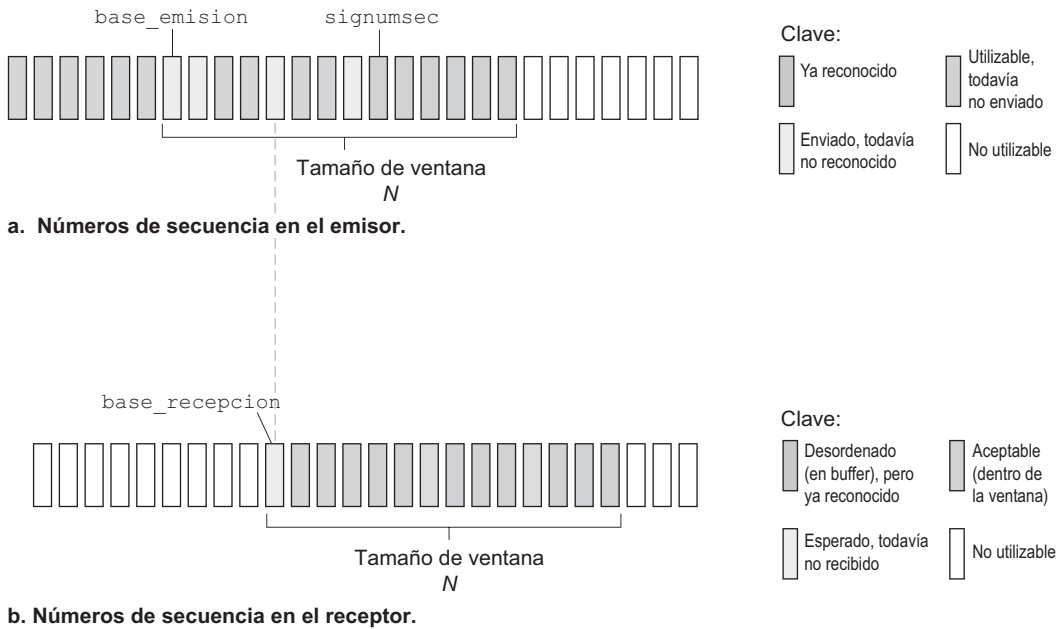 base_emision
signumsec
Tamaño de ventana
N
Clave:
Ya reconocido
Utilizable,
todavía
no enviado
Enviado, todavía
no reconocido
No utilizable
a. Números de secuencia en el emisor.
base_recepcion
Tamaño de ventana
N
Clave:
Desordenado
(en buffer), pero
ya reconocido
Aceptable
(dentro de
la ventana)
Esperado, todavía
no recibido
No utilizable
b. Números de secuencia en el receptor.